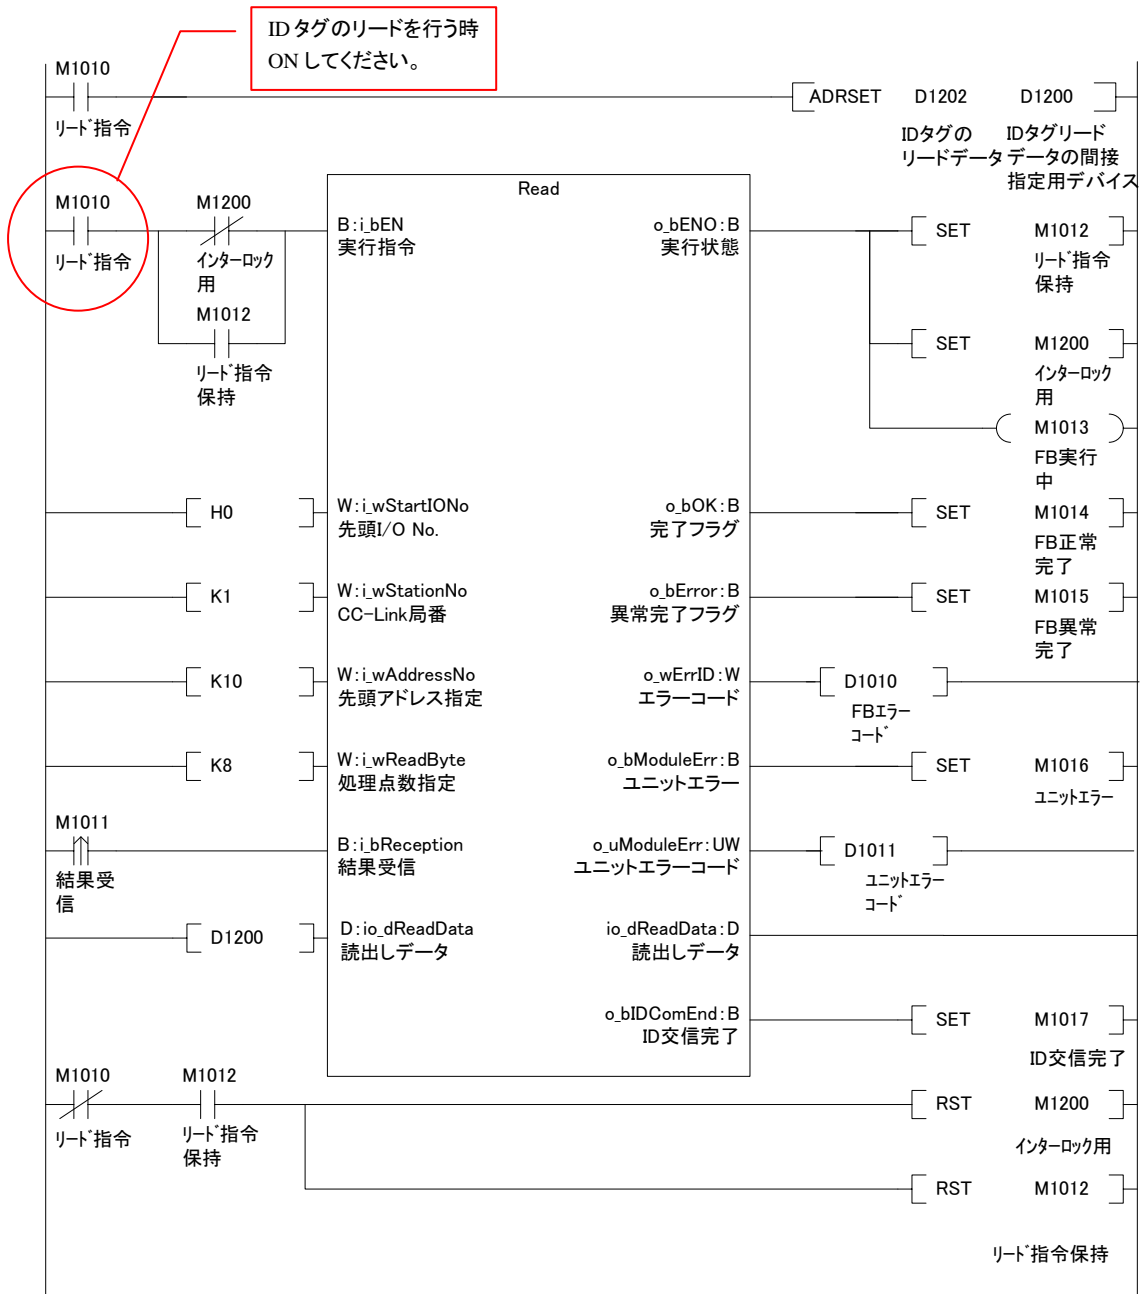 IDタグのリードを行う時
ONしてください。
M1010
リード指令
ADRSET D1202 D1200
IDタグの
リードデータ
IDタグリード
データの間接
指定用デバイス
Read
M1010
リード指令
M1200
インターロック
用
M1012
リード指令
保持
B:i_bEN
実行指令
o_bENO:B
実行状態
SET M1012
リード指令
保持
SET M1200
インターロック
用
M1013
FB実行
中
H0
W:i_wStartIONo
先頭I/O No.
o_bOK:B
完了フラグ
SET M1014
FB正常
完了
K1
W:i_wStationNo
CC-Link局番
o_bError:B
異常完了フラグ
SET M1015
FB異常
完了
K10
W:i_wAddressNo
先頭アドレス指定
o_wErrID:W
エラーコード
D1010
FBエラー
コード
K8
W:i_wReadByte
処理点数指定
o_bModuleErr:B
ユニットエラー
SET M1016
ユニットエラー
M1011
結果受
信
B:i_bReception
結果受信
o_uModuleErr:UW
ユニットエラーコード
D1011
ユニットエラー
コード
D1200
D:io_dReadData
読出しデータ
io_dReadData:D
読出しデータ
o_bIDComEnd:B
ID交信完了
SET M1017
ID交信完了
M1010
リード指令
M1012
リード指令
保持
RST M1200
インターロック用
RST M1012
リード指令保持